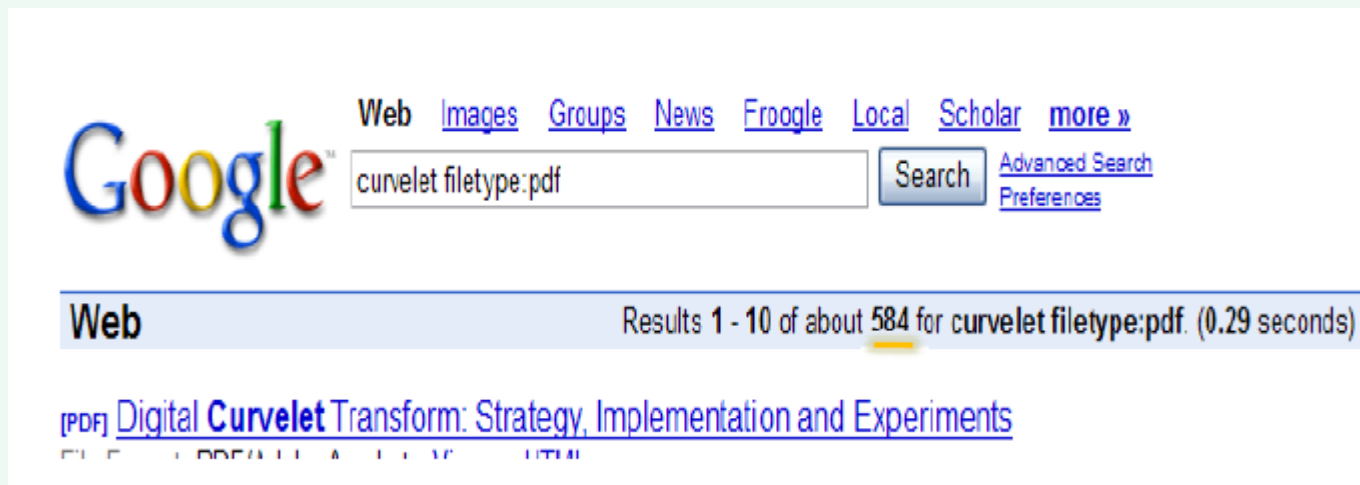 Web Images Groups News Froogle Local Scholar more »
Google™
curvelet filetype:pdf Search Advanced Search
Preferences
Web Results 1 - 10 of about 584 for curvelet filetype:pdf. (0.29 seconds)
[PDF] Digital Curvelet Transform: Strategy, Implementation and Experiments